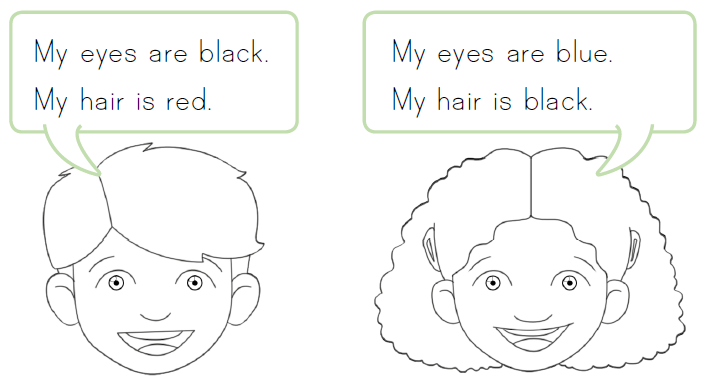 My eyes are black.
My hair is red.
My eyes are blue.
My hair is black.